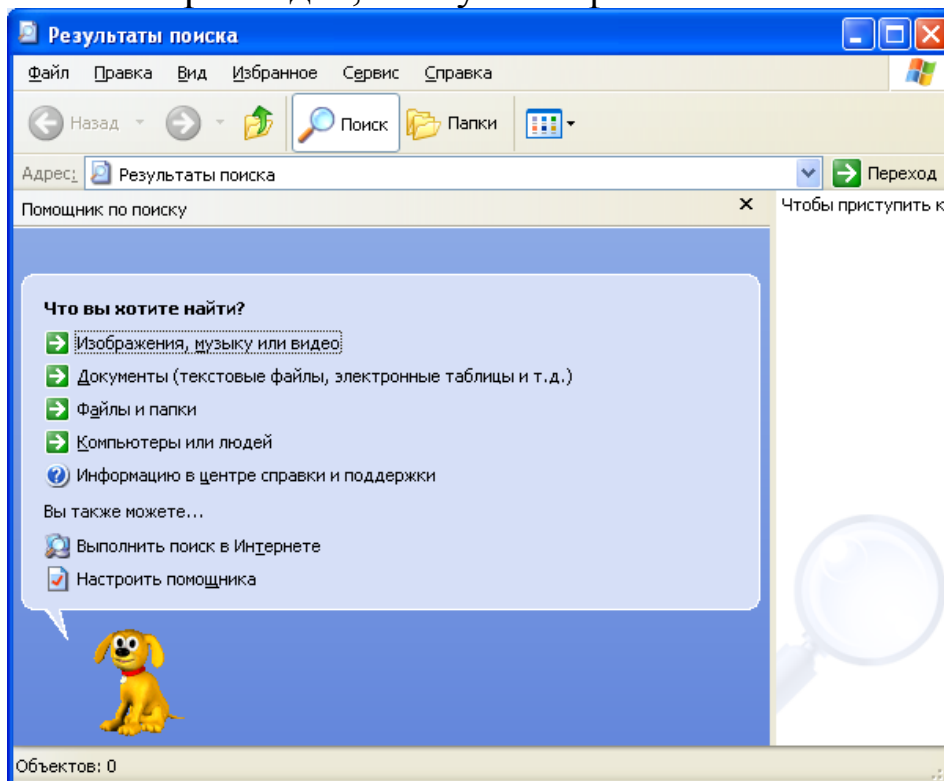 Результаты поиска
Файл Правка Вид Избранное Сервис Справка
Назад Поиск Папки
Адрес: Результаты поиска Переход
Помощник по поиску
Чтобы приступить к
Что вы хотите найти?
Изображения, музыку или видео
Документы (текстовые файлы, электронные таблицы и т.д.)
Файлы и папки
Компьютеры или людей
Информацию в центре справки и поддержки
Вы также можете...
Выполнить поиск в Интернете
Настроить помощника
Объектов: 0